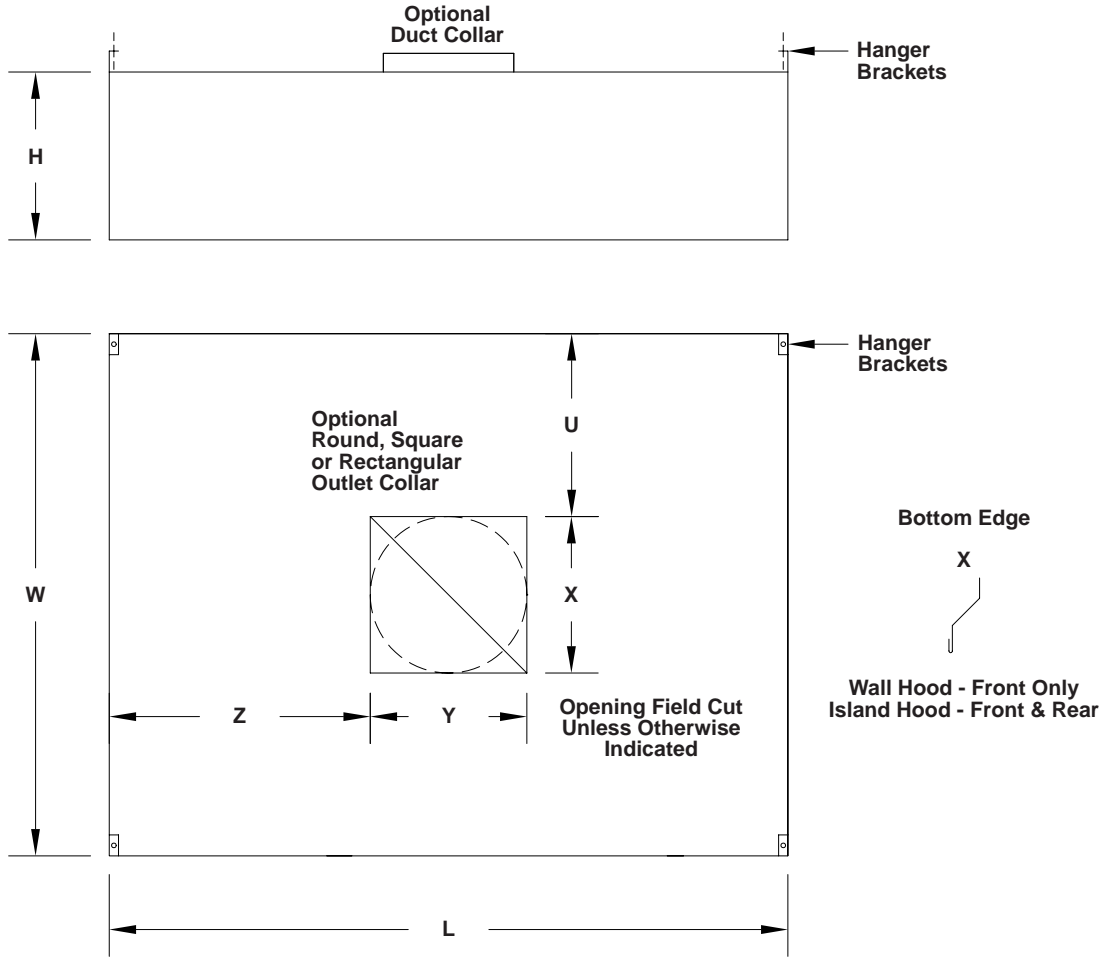 Optional
Duct Collar
Hanger
Brackets
H
Hanger
Brackets
Optional
Round, Square
or Rectangular
Outlet Collar
U
W
X
Bottom Edge
X
Z
Y
Opening Field Cut
Unless Otherwise
Indicated
Wall Hood - Front Only
Island Hood - Front & Rear
L